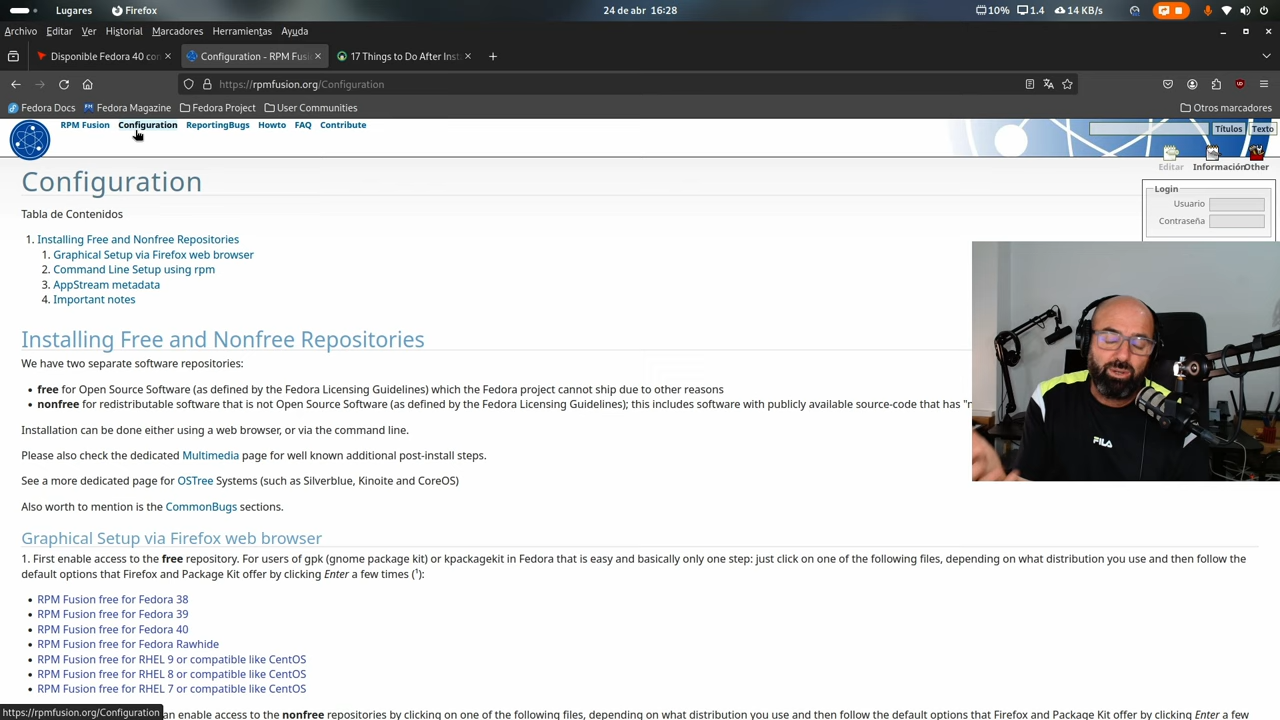 Lugares
Firefox
24 de abr 16:28
10%
1.4
14 KB/s
Archivo Editar Ver Historial Marcadores Herramientas Ayuda
Disponible Fedora 40 co
Configuration - RPM Fusi
17 Things to Do After Inst
https://rpmfusion.org/Configuration
Fedora Docs
Fedora Magazine
Fedora Project
User Communities
Otros marcadores
RPM Fusion Configuration ReportingBugs Howto FAQ Contribute
Títulos Texto
Editar Información Other
Configuration
Login
Usuario
Contraseña
Tabla de Contenidos
1. Installing Free and Nonfree Repositories
1. Graphical Setup via Firefox web browser
2. Command Line Setup using rpm
3. AppStream metadata
4. Important notes
Installing Free and Nonfree Repositories
We have two separate software repositories:
• free for Open Source Software (as defined by the Fedora Licensing Guidelines) which the Fedora project cannot ship due to other reasons
• nonfree for redistributable software that is not Open Source Software (as defined by the Fedora Licensing Guidelines); this includes software with publicly available source-code that has "n
Installation can be done either using a web browser, or via the command line.
Please also check the dedicated Multimedia page for well known additional post-install steps.
See a more dedicated page for OSTree Systems (such as Silverblue, Kinoite and CoreOS)
Also worth to mention is the CommonBugs sections.
FILA
Graphical Setup via Firefox web browser
1. First enable access to the free repository. For users of gpk (gnome package kit) or kpackagekit in Fedora that is easy and basically only one step: just click on one of the following files, depending on what distribution you use and then follow the
default options that Firefox and Package Kit offer by clicking Enter a few times (¹):
• RPM Fusion free for Fedora 38
• RPM Fusion free for Fedora 39
• RPM Fusion free for Fedora 40
• RPM Fusion free for Fedora Rawhide
• RPM Fusion free for RHEL 9 or compatible like CentOS
• RPM Fusion free for RHEL 8 or compatible like CentOS
• RPM Fusion free for RHEL 7 or compatible like CentOS
https://rpmfusion.org/Configuration
an enable access to the nonfree repositories by clicking on one of the following files, depending on what distribution you use and then follow the default options that Firefox and Package Kit offer by clicking Enter a few